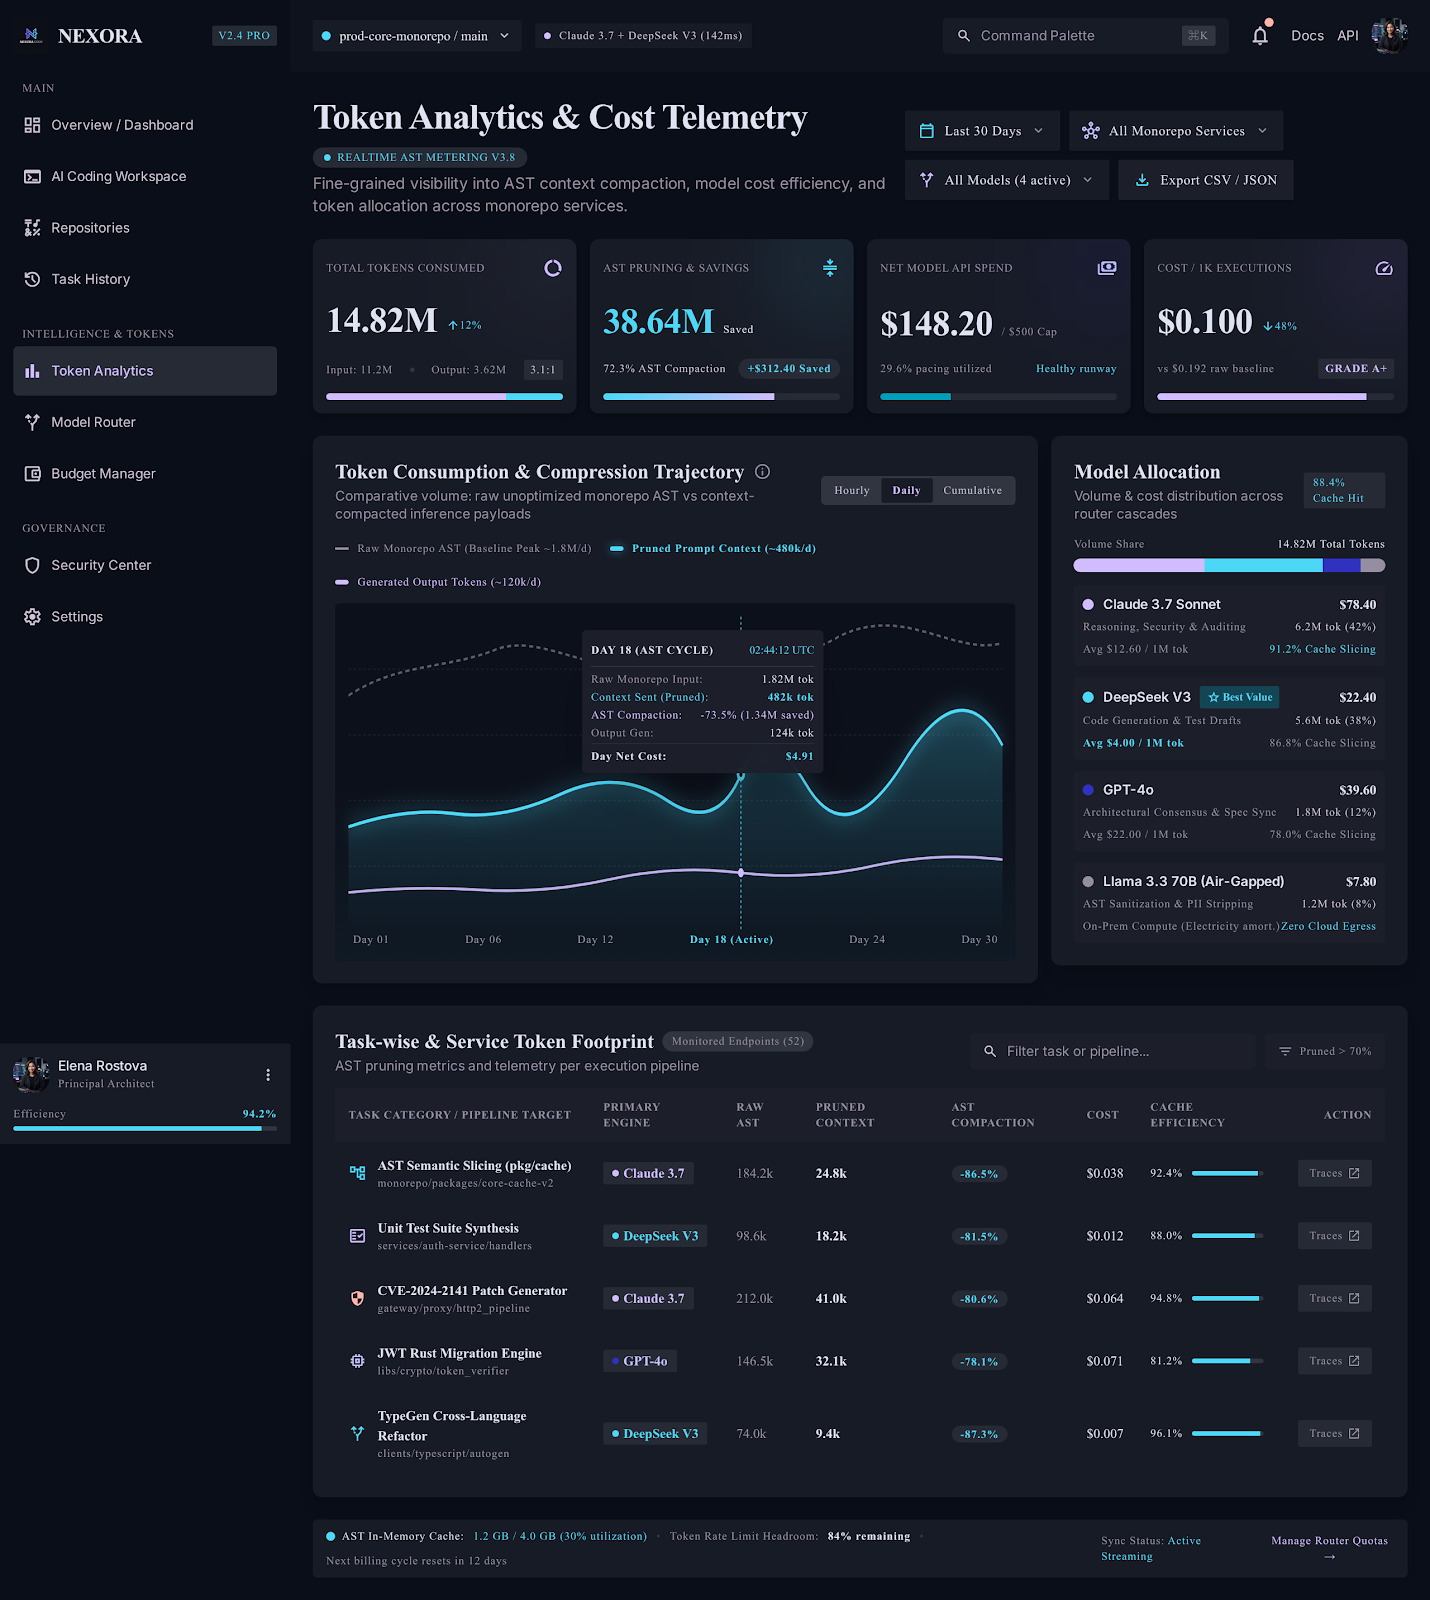 NEXORA
V2.4 PRO
prod-core-monorepo / main
Claude 3.7 + DeepSeek V3 (142ms)
Command Palette
⌘K
Docs
API
MAIN
Overview / Dashboard
AI Coding Workspace
Repositories
Task History
INTELLIGENCE & TOKENS
Token Analytics
Model Router
Budget Manager
GOVERNANCE
Security Center
Settings
Elena Rostova
Principal Architect
Efficiency
94.2%
Token Analytics & Cost Telemetry
REALTIME AST METERING V3.8
Fine-grained visibility into AST context compaction, model cost efficiency, and
token allocation across monorepo services.
Last 30 Days
All Monorepo Services
All Models (4 active)
Export CSV / JSON
TOTAL TOKENS CONSUMED
14.82M
↑12%
Input: 11.2M
Output: 3.62M
3.1:1
AST PRUNING & SAVINGS
38.64M
Saved
72.3% AST Compaction
+$312.40 Saved
NET MODEL API SPEND
$148.20
/ $500 Cap
29.6% pacing utilized
Healthy runway
COST / 1K EXECUTIONS
$0.100
↓48%
vs $0.192 raw baseline
GRADE A+
Token Consumption & Compression Trajectory
Comparative volume: raw unoptimized monorepo AST vs context-
compacted inference payloads
Hourly
Daily
Cumulative
Raw Monorepo AST (Baseline Peak ~1.8M/d)
Pruned Prompt Context (~480k/d)
Generated Output Tokens (~120k/d)
DAY 18 (AST CYCLE)
02:44:12 UTC
Raw Monorepo Input:
1.82M tok
Context Sent (Pruned):
482k tok
AST Compaction:
-73.5% (1.34M saved)
Output Gen:
124k tok
Day Net Cost:
$4.91
Day 01
Day 06
Day 12
Day 18 (Active)
Day 24
Day 30
Model Allocation
Volume & cost distribution across
router cascades
88.4%
Cache Hit
Volume Share
14.82M Total Tokens
Claude 3.7 Sonnet
$78.40
Reasoning, Security & Auditing
6.2M tok (42%)
Avg $12.60 / 1M tok
91.2% Cache Slicing
DeepSeek V3
Best Value
$22.40
Code Generation & Test Drafts
5.6M tok (38%)
Avg $4.00 / 1M tok
86.8% Cache Slicing
GPT-4o
$39.60
Architectural Consensus & Spec Sync
1.8M tok (12%)
Avg $22.00 / 1M tok
78.0% Cache Slicing
Llama 3.3 70B (Air-Gapped)
$7.80
AST Sanitization & PII Stripping
1.2M tok (8%)
On-Prem Compute (Electricity amort.)
Zero Cloud Egress
Task-wise & Service Token Footprint
Monitored Endpoints (52)
AST pruning metrics and telemetry per execution pipeline
Filter task or pipeline...
Pruned > 70%
TASK CATEGORY / PIPELINE TARGET
PRIMARY
ENGINE
RAW
AST
PRUNED
CONTEXT
AST
COMPACTION
COST
CACHE
EFFICIENCY
ACTION
AST Semantic Slicing (pkg/cache)
monorepo/packages/core-cache-v2
Claude 3.7
184.2k
24.8k
-86.5%
$0.038
92.4%
Traces
Unit Test Suite Synthesis
services/auth-service/handlers
DeepSeek V3
98.6k
18.2k
-81.5%
$0.012
88.0%
Traces
CVE-2024-2141 Patch Generator
gateway/proxy/http2_pipeline
Claude 3.7
212.0k
41.0k
-80.6%
$0.064
94.8%
Traces
JWT Rust Migration Engine
libs/crypto/token_verifier
GPT-4o
146.5k
32.1k
-78.1%
$0.071
81.2%
Traces
TypeGen Cross-Language
Refactor
clients/typescript/autogen
DeepSeek V3
74.0k
9.4k
-87.3%
$0.007
96.1%
Traces
AST In-Memory Cache: 1.2 GB / 4.0 GB (30% utilization)
Token Rate Limit Headroom: 84% remaining
Next billing cycle resets in 12 days
Sync Status: Active
Streaming
Manage Router Quotas
→